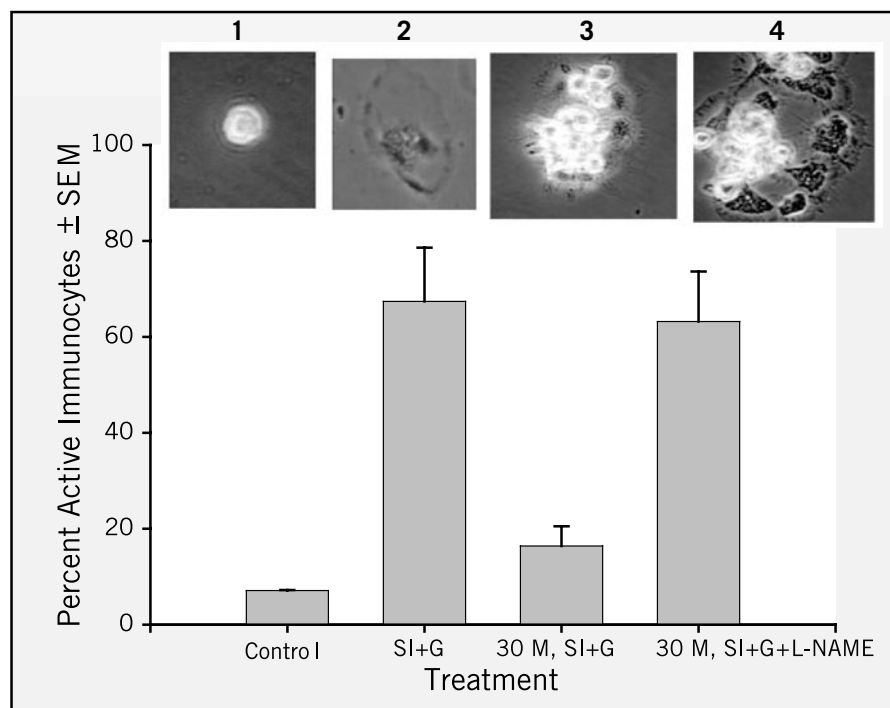 1 2 3 4
Percent Active Immunocytes ± SEM
100
80
60
40
20
0
Control SI+G 30 M, SI+G 30 M, SI+G+L-NAME
Treatment